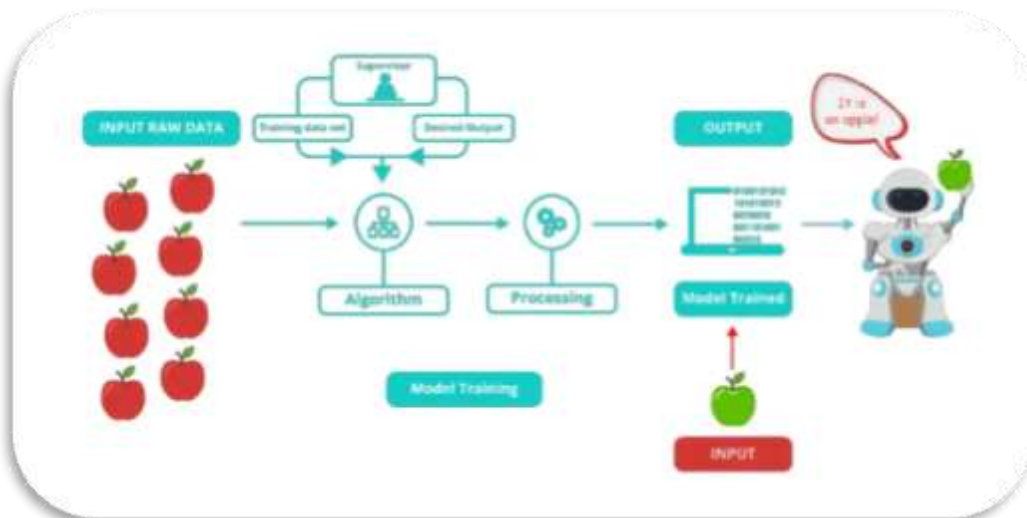 Supervisor
INPUT RAW DATA
Training data set
Desired Output
OUTPUT
It is
an apple!
Algorithm
Processing
Model Trained
Model Training
INPUT